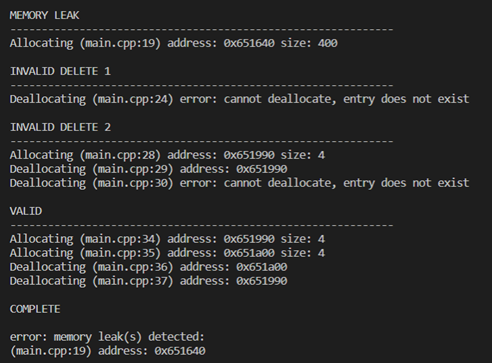 MEMORY LEAK
----------------------------------------------------------
Allocating (main.cpp:19) address: 0x651640 size: 400
INVALID DELETE 1
----------------------------------------------------------
Deallocating (main.cpp:24) error: cannot deallocate, entry does not exist
INVALID DELETE 2
----------------------------------------------------------
Allocating (main.cpp:28) address: 0x651990 size: 4
Deallocating (main.cpp:29) address: 0x651990
Deallocating (main.cpp:30) error: cannot deallocate, entry does not exist
VALID
----------------------------------------------------------
Allocating (main.cpp:34) address: 0x651990 size: 4
Allocating (main.cpp:35) address: 0x651a00 size: 4
Deallocating (main.cpp:36) address: 0x651a00
Deallocating (main.cpp:37) address: 0x651990
COMPLETE
error: memory leak(s) detected:
(main.cpp:19) address: 0x651640